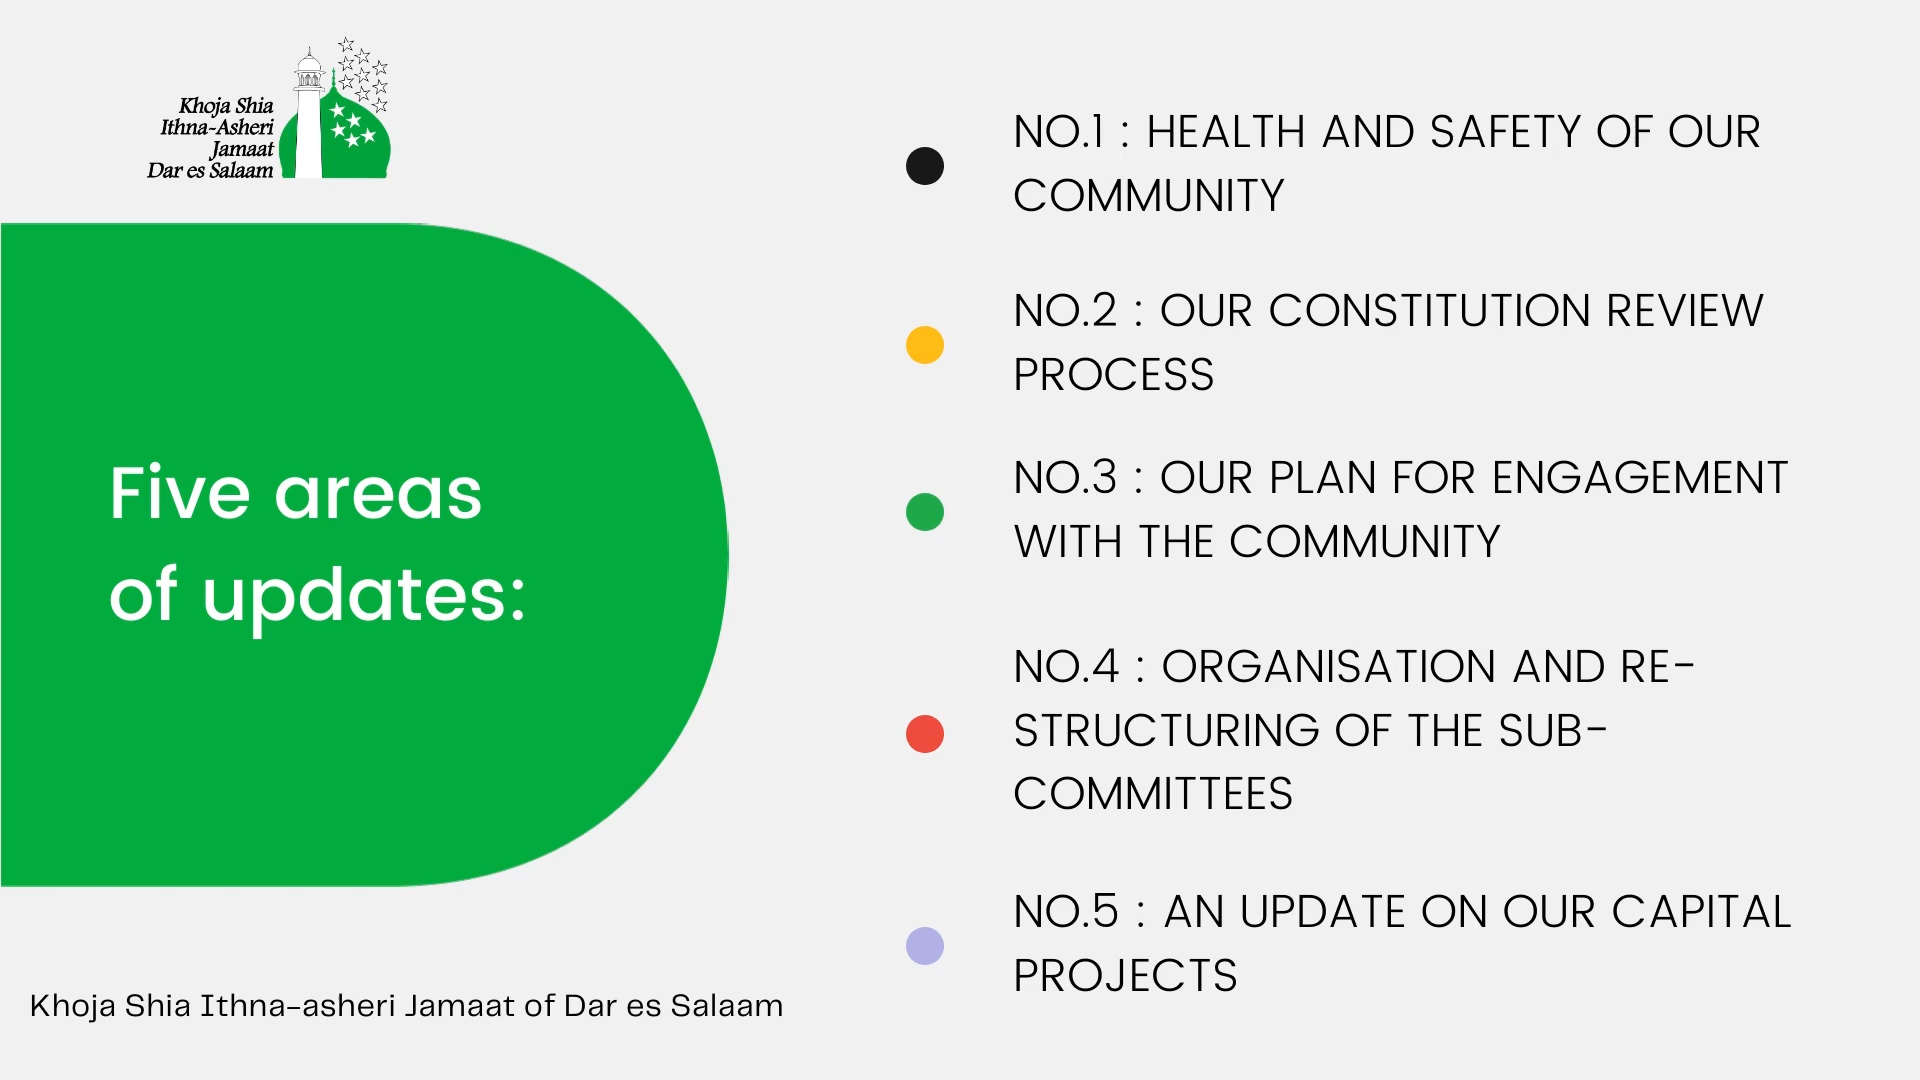 Khoja Shia
Ithna-Asheri
Jamaat
Dar es Salaam
Five areas
of updates:
NO.1 : HEALTH AND SAFETY OF OUR
COMMUNITY
NO.2 : OUR CONSTITUTION REVIEW
PROCESS
NO.3 : OUR PLAN FOR ENGAGEMENT
WITH THE COMMUNITY
NO.4 : ORGANISATION AND RE-
STRUCTURING OF THE SUB-
COMMITTEES
NO.5 : AN UPDATE ON OUR CAPITAL
PROJECTS
Khoja Shia Ithna-asheri Jamaat of Dar es Salaam